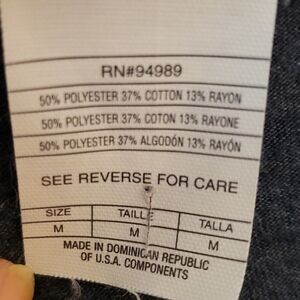 RN#94989
50% POLYESTER 37% COTTON 13% RAYON
50% POLYESTER 37% COTON 13% RAYONE
50% POLYESTER 37% ALGODÓN 13% RAYÓN
SEE REVERSE FOR CARE
SIZE TAILLE TALLA
M M M
MADE IN DOMINICAN REPUBLIC
OF U.S.A. COMPONENTS